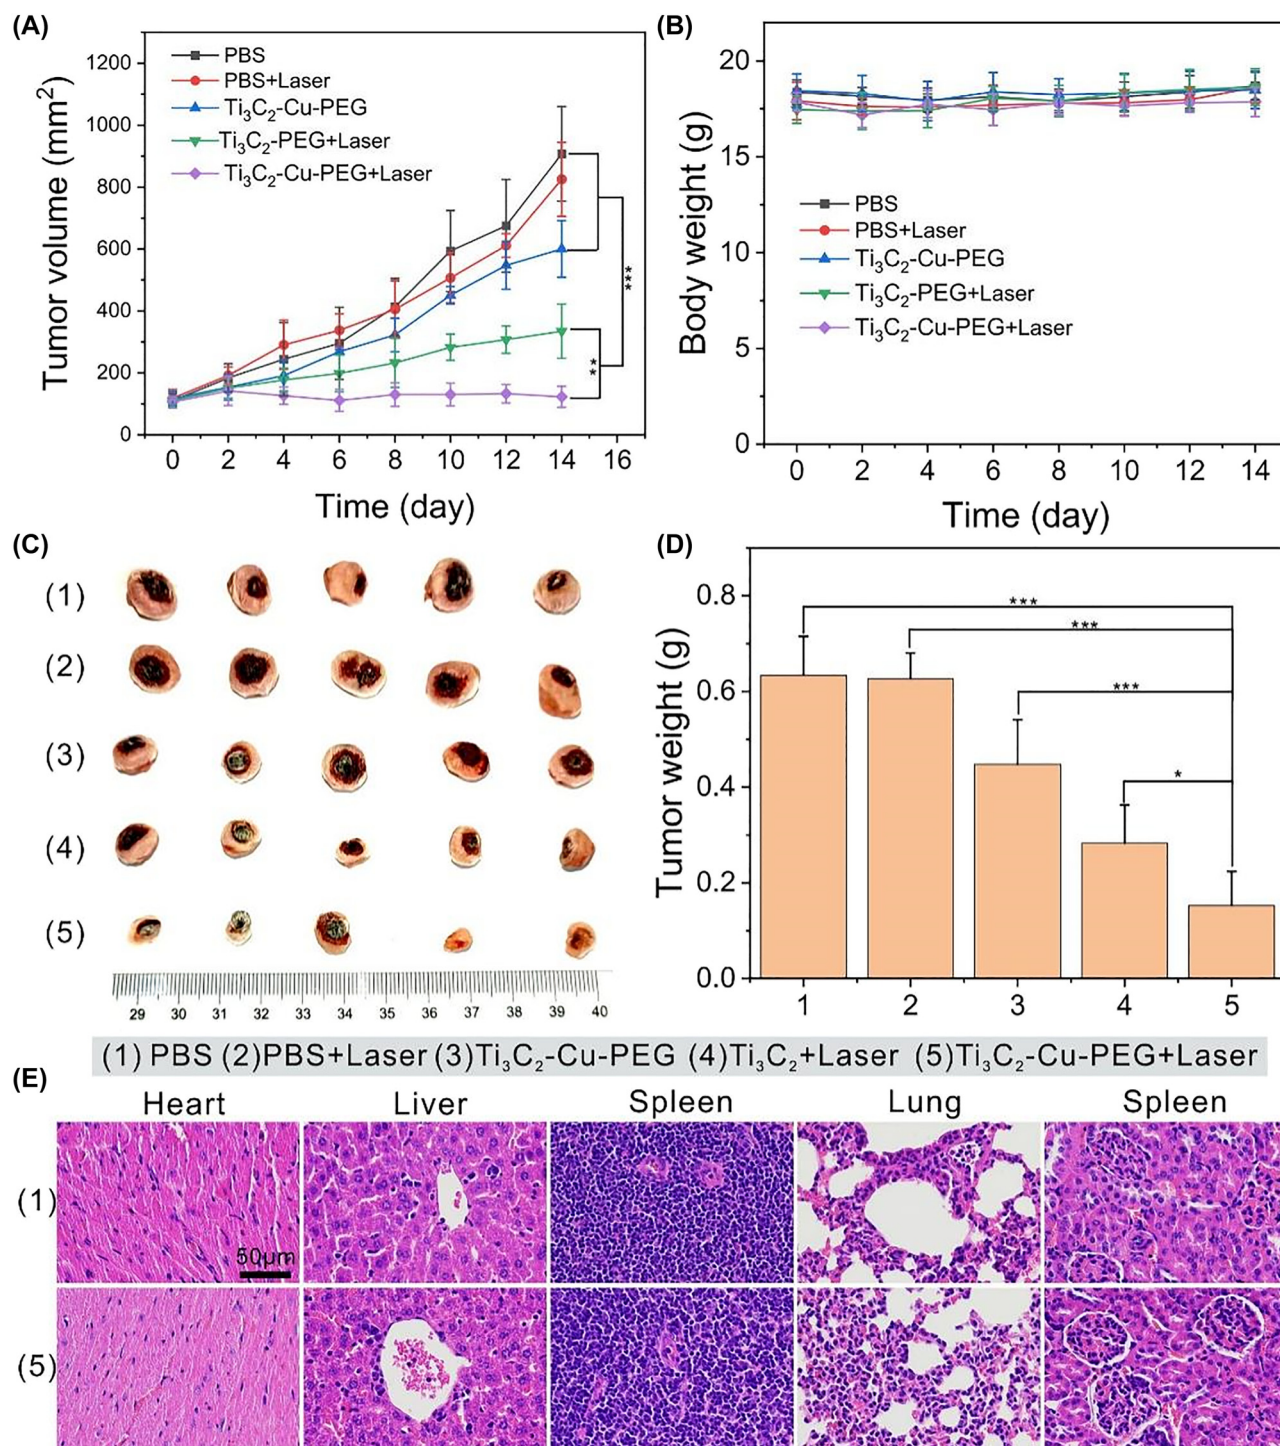 (A)
Tumor volume (mm²)
1200
1000
800
600
400
200
0
PBS
PBS+Laser
Ti₃C₂-Cu-PEG
Ti₃C₂-PEG+Laser
Ti₃C₂-Cu-PEG+Laser
***
**
0 2 4 6 8 10 12 14 16
Time (day)
(B)
Body weight (g)
20
15
10
5
0
PBS
PBS+Laser
Ti₃C₂-Cu-PEG
Ti₃C₂-PEG+Laser
Ti₃C₂-Cu-PEG+Laser
0 2 4 6 8 10 12 14
Time (day)
(C)
(1)
(2)
(3)
(4)
(5)
29 30 31 32 33 34 35 36 37 38 39 40
(D)
Tumor weight (g)
0.8
0.6
0.4
0.2
0.0
***
***
***
*
1 2 3 4 5
(1) PBS (2)PBS+Laser (3)Ti₃C₂-Cu-PEG (4)Ti₃C₂+Laser (5)Ti₃C₂-Cu-PEG+Laser
(E)
Heart Liver Spleen Lung Spleen
(1)
50μm
(5)